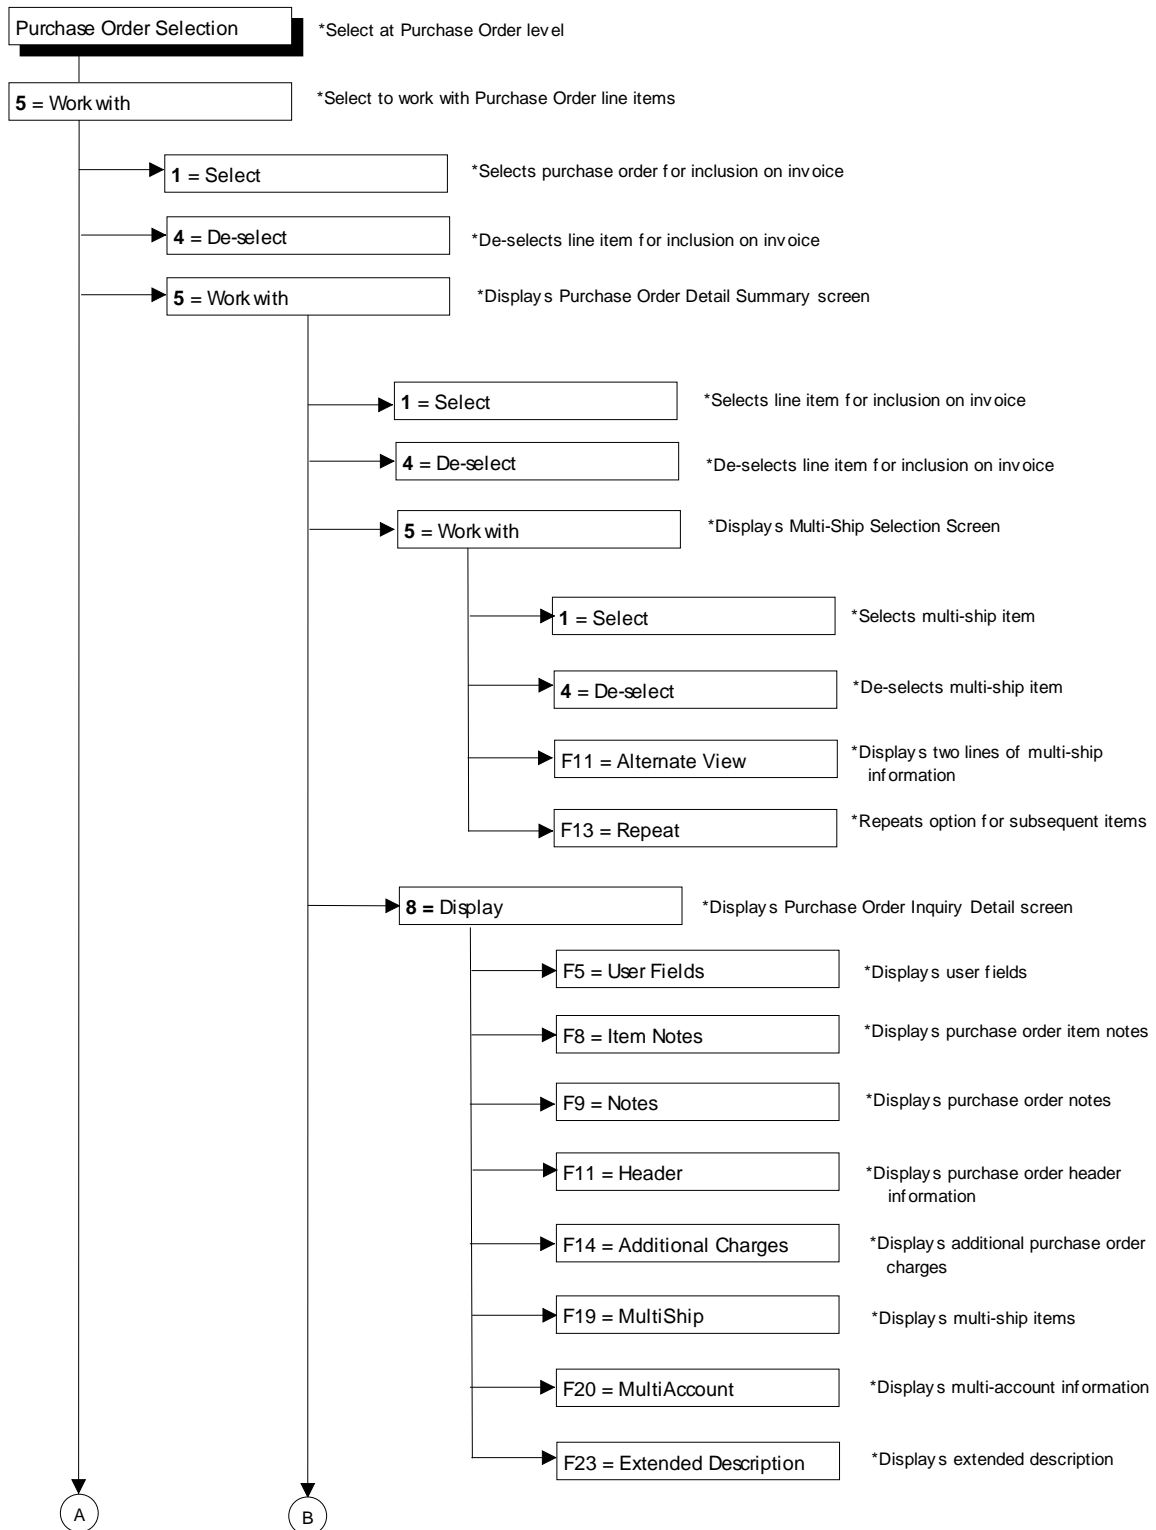 Purchase Order Selection
*Select at Purchase Order level
5 = Work with
*Select to work with Purchase Order line items
1 = Select
*Selects purchase order for inclusion on invoice
4 = De-select
*De-selects line item for inclusion on invoice
5 = Work with
*Displays Purchase Order Detail Summary screen
1 = Select
*Selects line item for inclusion on invoice
4 = De-select
*De-selects line item for inclusion on invoice
5 = Work with
*Displays Multi-Ship Selection Screen
1 = Select
*Selects multi-ship item
4 = De-select
*De-selects multi-ship item
F11 = Alternate View
*Displays two lines of multi-ship
information
F13 = Repeat
*Repeats option for subsequent items
8 = Display
*Displays Purchase Order Inquiry Detail screen
F5 = User Fields
*Displays user fields
F8 = Item Notes
*Displays purchase order item notes
F9 = Notes
*Displays purchase order notes
F11 = Header
*Displays purchase order header
information
F14 = Additional Charges
*Displays additional purchase order
charges
F19 = MultiShip
*Displays multi-ship items
F20 = MultiAccount
*Displays multi-account information
F23 = Extended Description
*Displays extended description
A
B